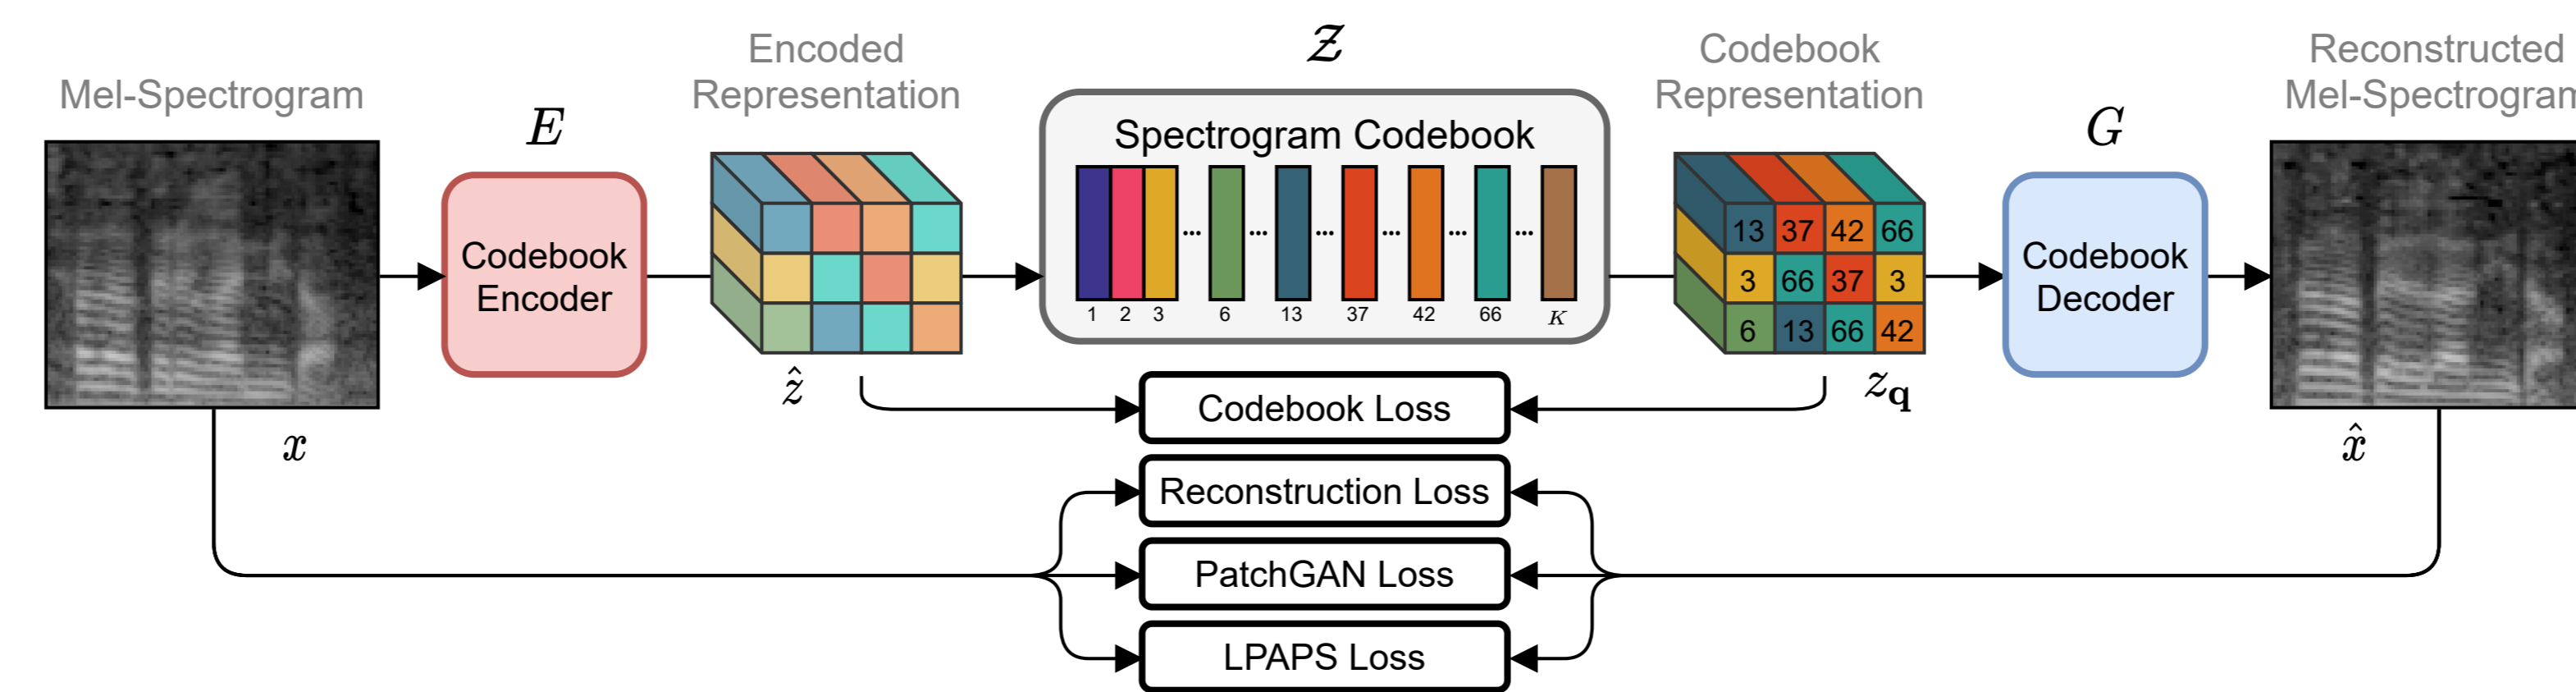 Mel-Spectrogram
E
Encoded
Representation
𝒵
Spectrogram Codebook
... ... ... ... ... ...
1 2 3 6 13 37 42 66 K
Codebook
Representation
G
Reconstructed
Mel-Spectrogram
Codebook
Encoder
13 37 42 66
3 66 37 3
6 13 66 42
Codebook
Decoder
x
ẑ
z_q
x̂
Codebook Loss
Reconstruction Loss
PatchGAN Loss
LPAPS Loss